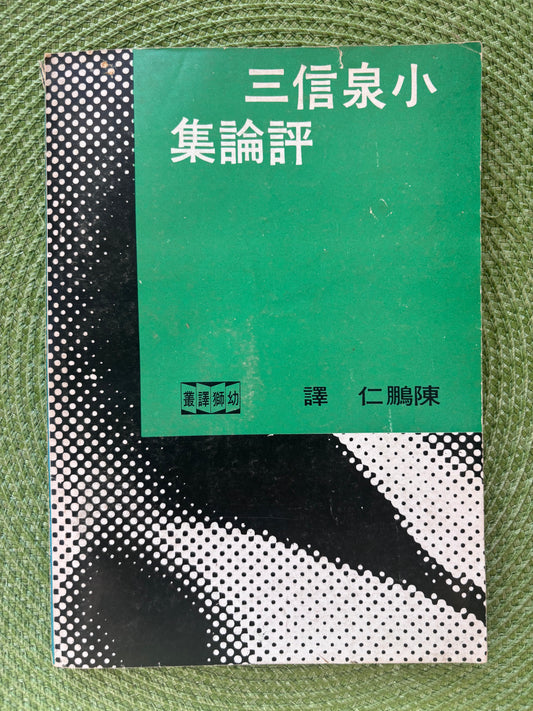 小泉信三
評論集
陳鵬仁 譯
幼獅譯叢